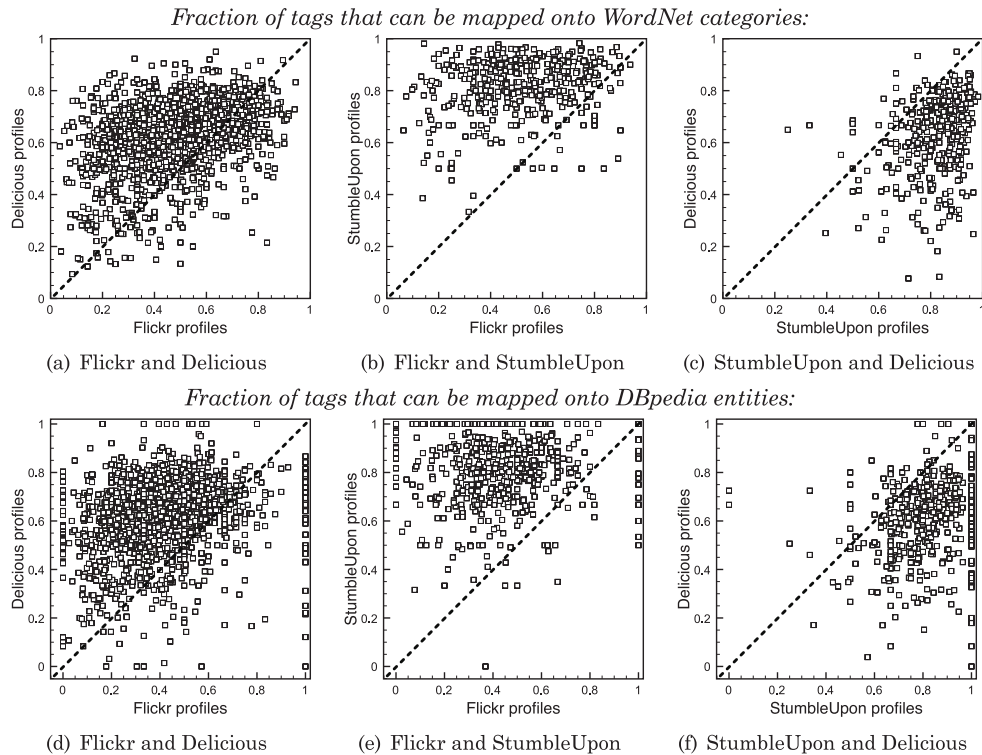 Fraction of tags that can be mapped onto WordNet categories:
1
0.8
0.6
0.4
0.2
0
Delicious profiles
0 0.2 0.4 0.6 0.8 1
Flickr profiles
(a) Flickr and Delicious
1
0.8
0.6
0.4
0.2
0
StumbleUpon profiles
0 0.2 0.4 0.6 0.8 1
Flickr profiles
(b) Flickr and StumbleUpon
1
0.8
0.6
0.4
0.2
0
Delicious profiles
0 0.2 0.4 0.6 0.8 1
StumbleUpon profiles
(c) StumbleUpon and Delicious
Fraction of tags that can be mapped onto DBpedia entities:
1
0.8
0.6
0.4
0.2
0
Delicious profiles
0 0.2 0.4 0.6 0.8 1
Flickr profiles
(d) Flickr and Delicious
1
0.8
0.6
0.4
0.2
0
StumbleUpon profiles
0 0.2 0.4 0.6 0.8 1
Flickr profiles
(e) Flickr and StumbleUpon
1
0.8
0.6
0.4
0.2
0
Delicious profiles
0 0.2 0.4 0.6 0.8 1
StumbleUpon profiles
(f) StumbleUpon and Delicious